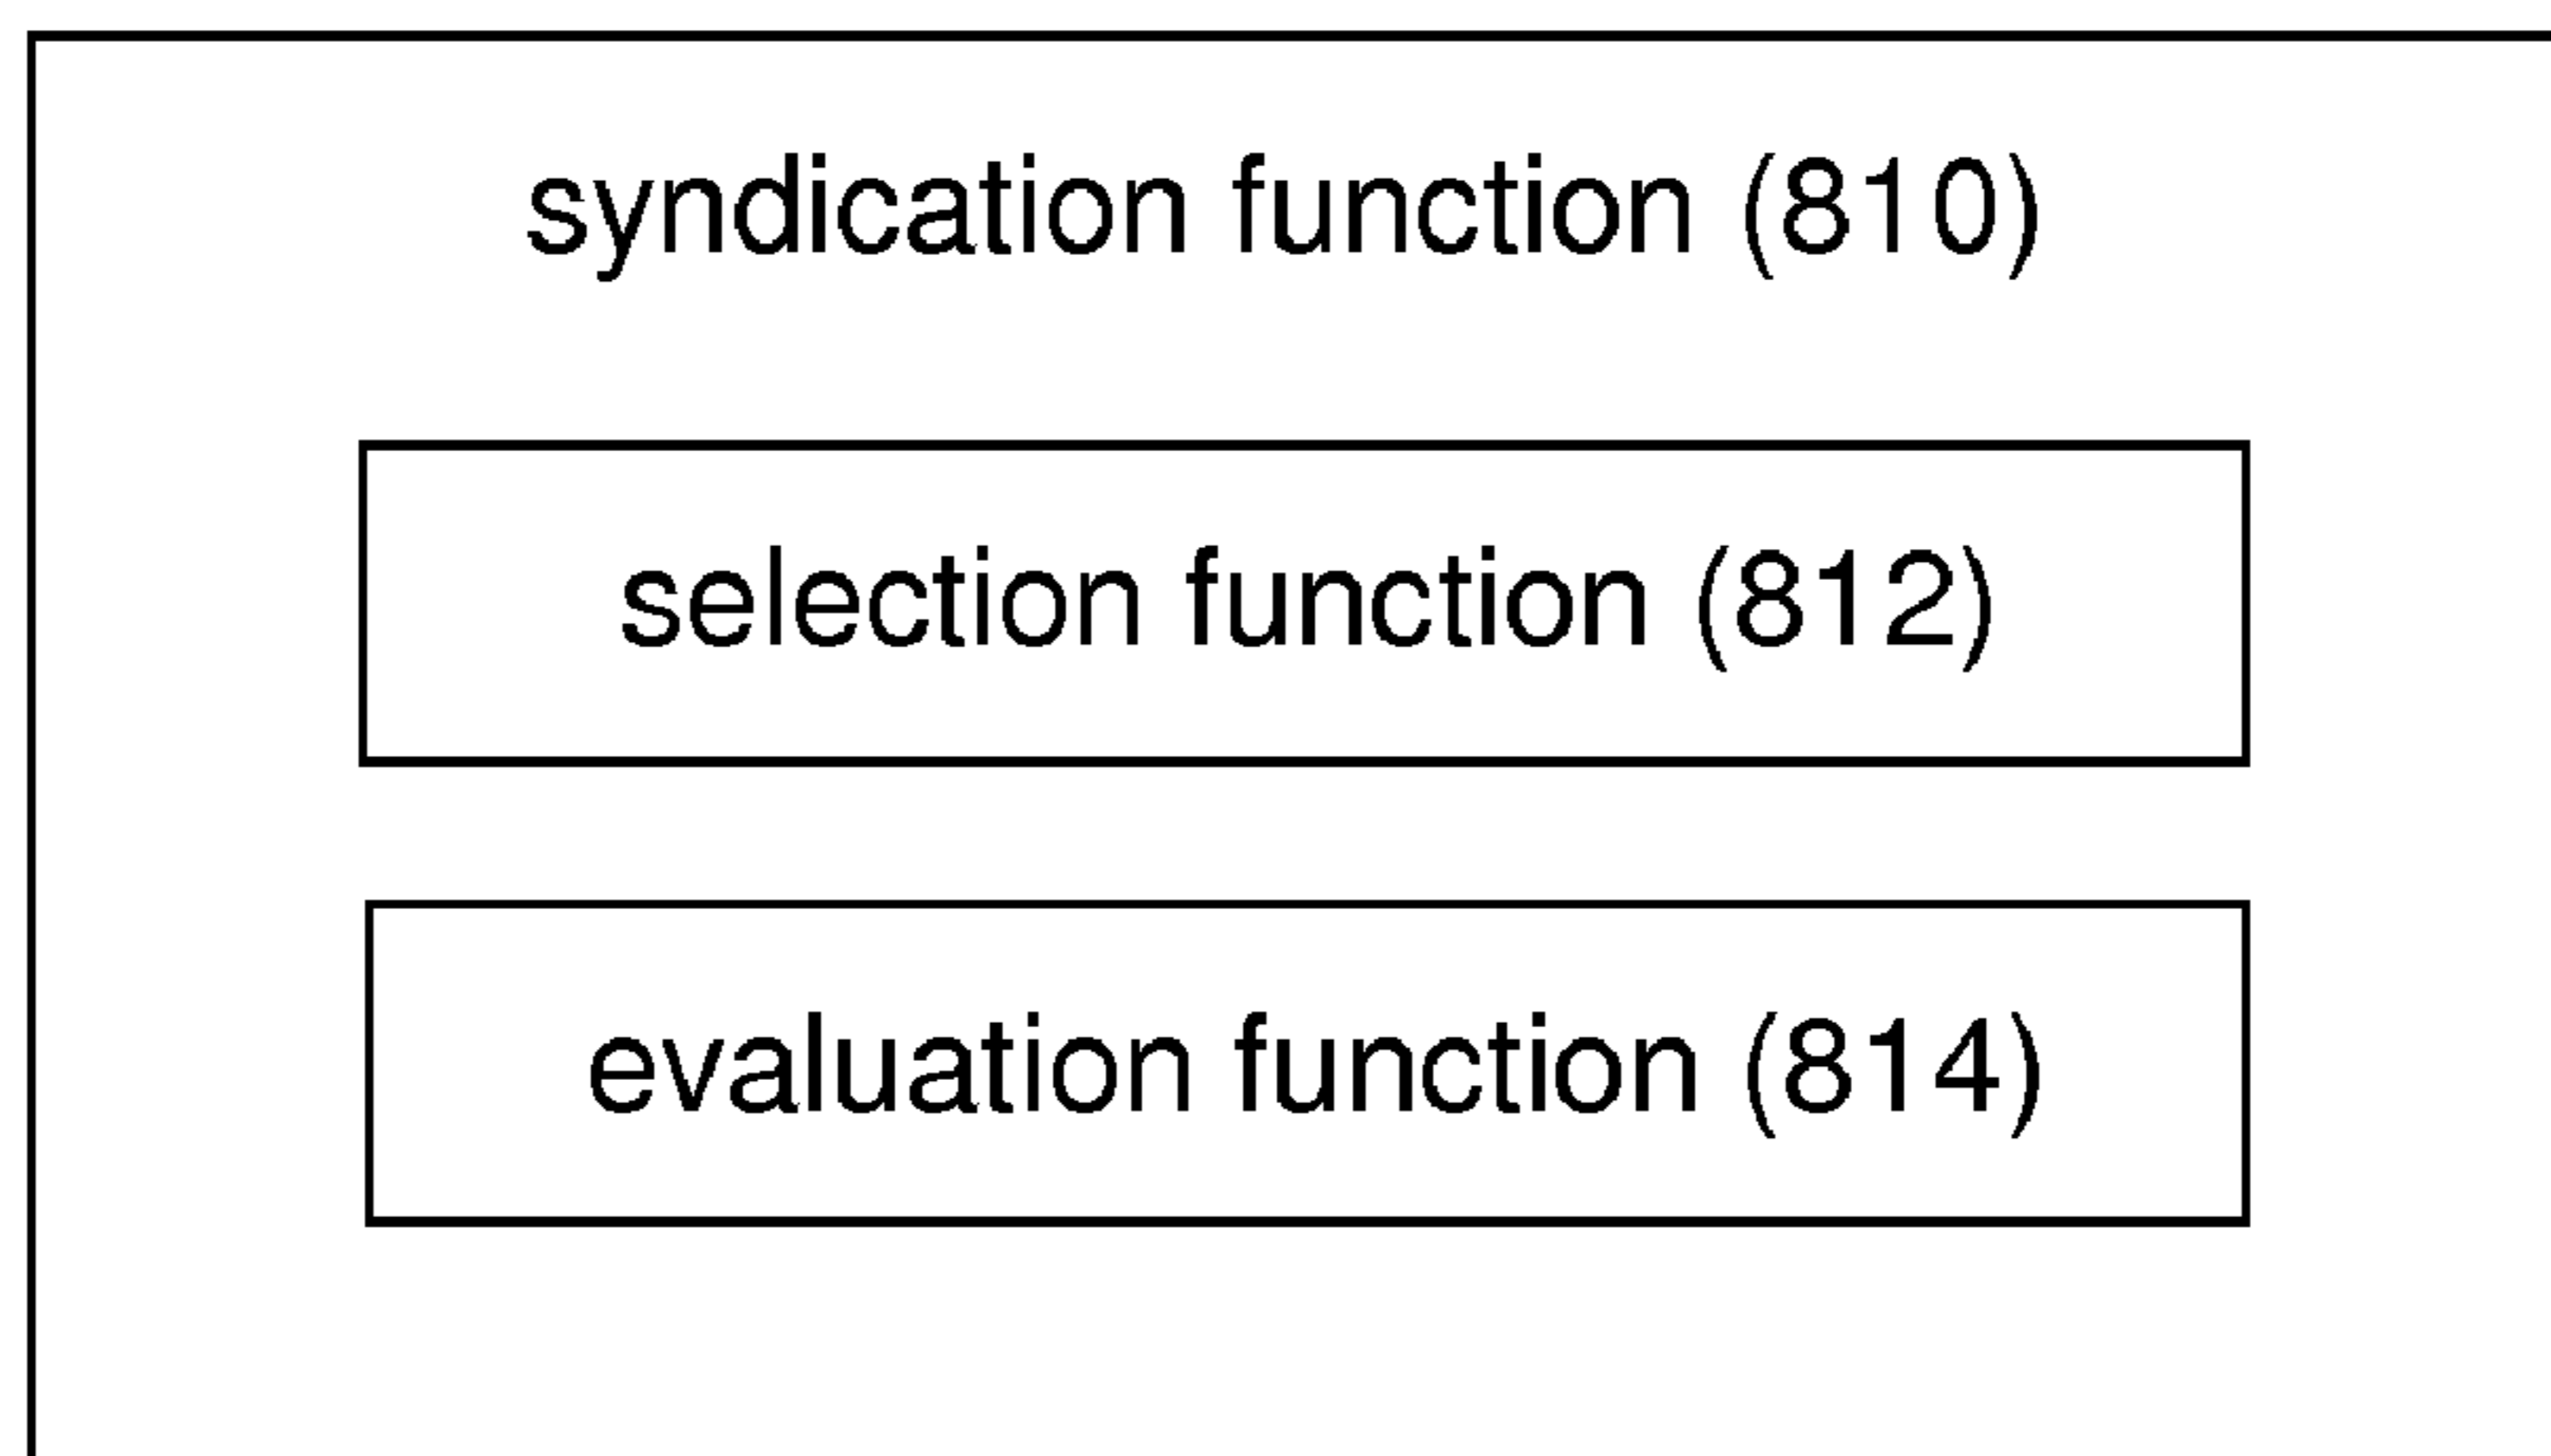 syndication function (810)
selection function (812)
evaluation function (814)